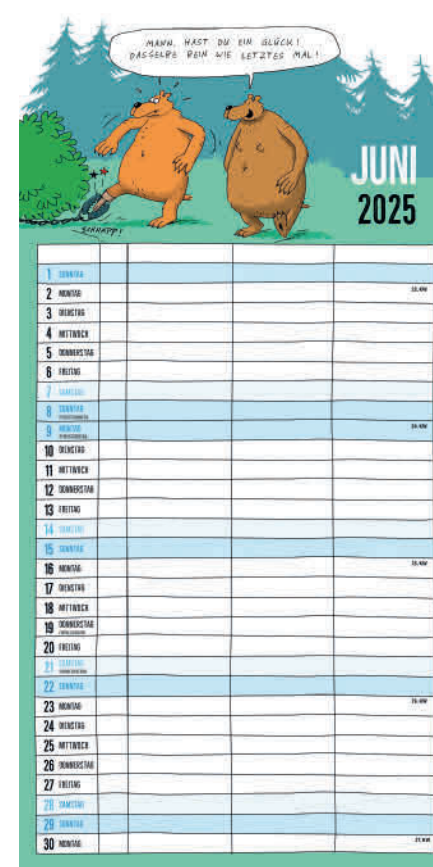 MANN, HAST DU EIN GLÜCK!
DASSELBE BEIN WIE LETZTES MAL!
SCHNAPP!
JUNI
2025
1 SONNTAG
2 MONTAG 23. KW
3 DIENSTAG
4 MITTWOCH
5 DONNERSTAG
6 FREITAG
7 SAMSTAG
8 SONNTAG
9 MONTAG 24. KW
10 DIENSTAG
11 MITTWOCH
12 DONNERSTAG
13 FREITAG
14 SAMSTAG
15 SONNTAG
16 MONTAG 25. KW
17 DIENSTAG
18 MITTWOCH
19 DONNERSTAG
20 FREITAG
21 SAMSTAG
22 SONNTAG
23 MONTAG 26. KW
24 DIENSTAG
25 MITTWOCH
26 DONNERSTAG
27 FREITAG
28 SAMSTAG
29 SONNTAG
30 MONTAG 27. KW